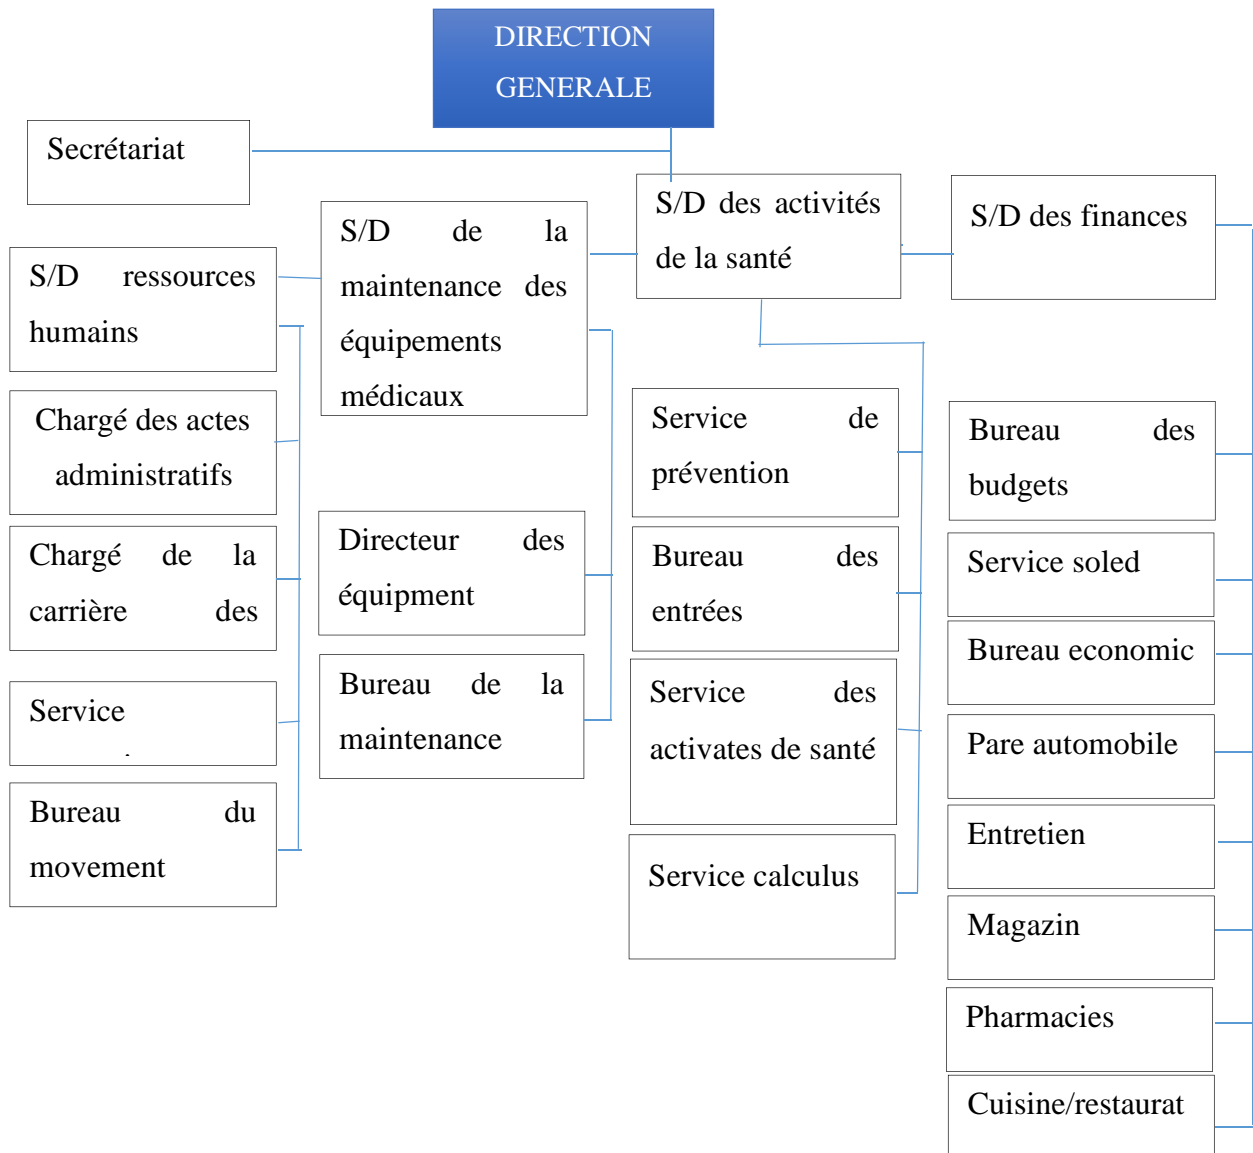 DIRECTION
GENERALE
Secrétariat
S/D des activités
de la santé
S/D des finances
S/D de la
maintenance des
équipements
médicaux
S/D ressources
humains
Chargé des actes
administratifs
Chargé de la
carrière des
Service
Bureau du
movement
Directeur des
équipment
Bureau de la
maintenance
Service de
prévention
Bureau des
entrées
Service des
activates de santé
Service calculus
Bureau des
budgets
Service soled
Bureau economic
Pare automobile
Entretien
Magazin
Pharmacies
Cuisine/restaurat